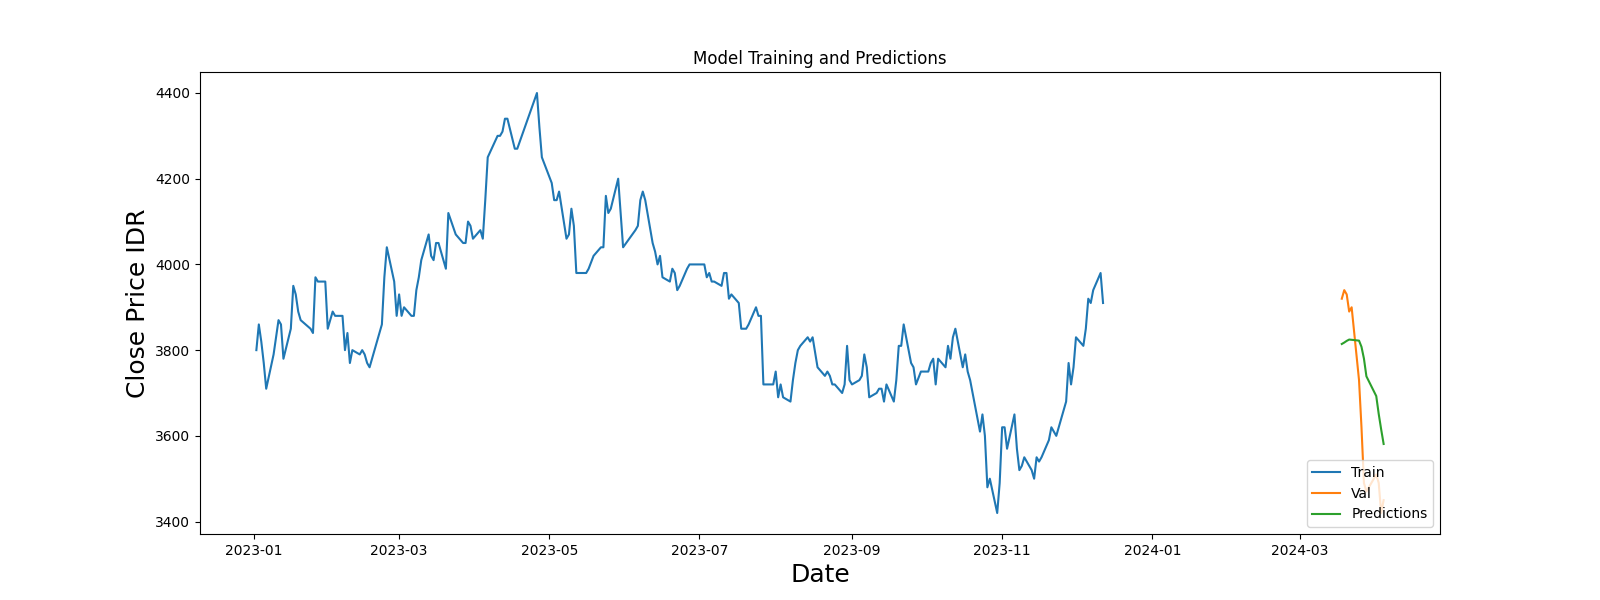 Model Training and Predictions
4400
4200
4000
3800
3600
3400
Close Price IDR
2023-01 2023-03 2023-05 2023-07 2023-09 2023-11 2024-01 2024-03
Date
Train
Val
Predictions